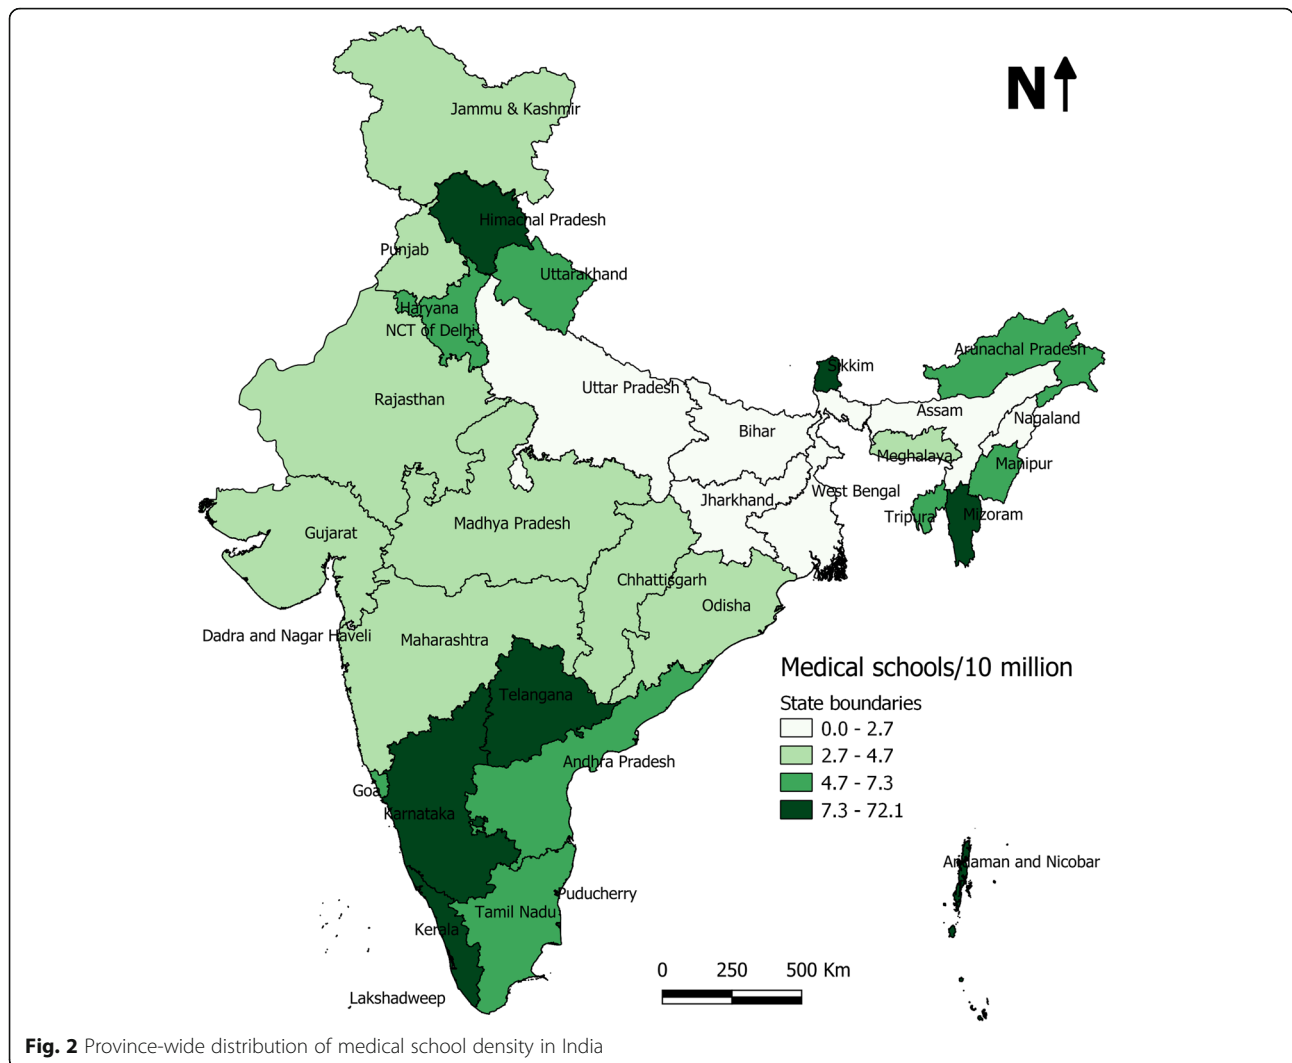 N
Jammu & Kashmir
Himachal Pradesh
Punjab
Uttarakhand
Haryana
NCT of Delhi
Arunachal Pradesh
Sikkim
Uttar Pradesh
Rajasthan
Assam
Nagaland
Bihar
Meghalaya
Manipur
Jharkhand
West Bengal
Tripura
Mizoram
Gujarat
Madhya Pradesh
Chhattisgarh
Odisha
Dadra and Nagar Haveli
Maharashtra
Telangana
Andhra Pradesh
Goa
Karnataka
Puducherry
Tamil Nadu
Kerala
Lakshadweep
Andaman and Nicobar
Medical schools/10 million
State boundaries
0.0 - 2.7
2.7 - 4.7
4.7 - 7.3
7.3 - 72.1
0 250 500 Km
Fig. 2 Province-wide distribution of medical school density in India